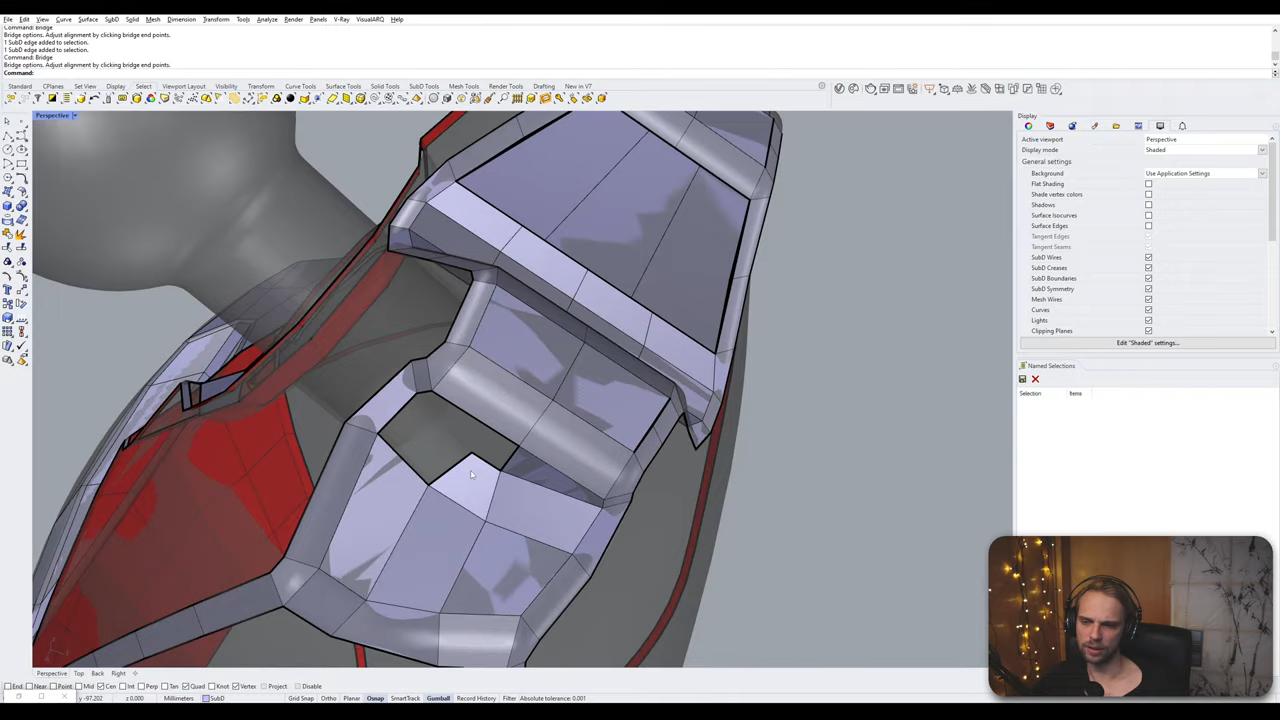 File Edit View Curve Surface SubD Solid Mesh Dimension Transform Tools Analyze Render Panels V-Ray VisualARQ Help
Command: Bridge
Bridge options. Adjust alignment by clicking bridge end points.
1 SubD edge added to selection.
1 SubD edge added to selection.
Command: Bridge
Bridge options. Adjust alignment by clicking bridge end points.
Command:
Standard CPlanes Set View Display Select Viewport Layout Visibility Transform Curve Tools Surface Tools Solid Tools SubD Tools Mesh Tools Render Tools Drafting New in V7
Perspective
Display
Active viewport Perspective
Display mode Shaded
General settings
Background Use Application Settings
Flat Shading
Shade vertex colors
Shadows
Surface Isocurves
Surface Edges
Tangent Edges
Tangent Seams
SubD Wires
SubD Creases
SubD Boundaries
SubD Symmetry
Mesh Wires
Curves
Lights
Clipping Planes
Edit "Shaded" settings...
Named Selections
Selection Items
Perspective Top Back Right
End Near Point Mid Cen Int Perp Tan Quad Knot Vertex Project Disable
y -97.202 z 0.000 Millimeters SubD Grid Snap Ortho Planar Osnap SmartTrack Gumball Record History Filter Absolute tolerance: 0.001